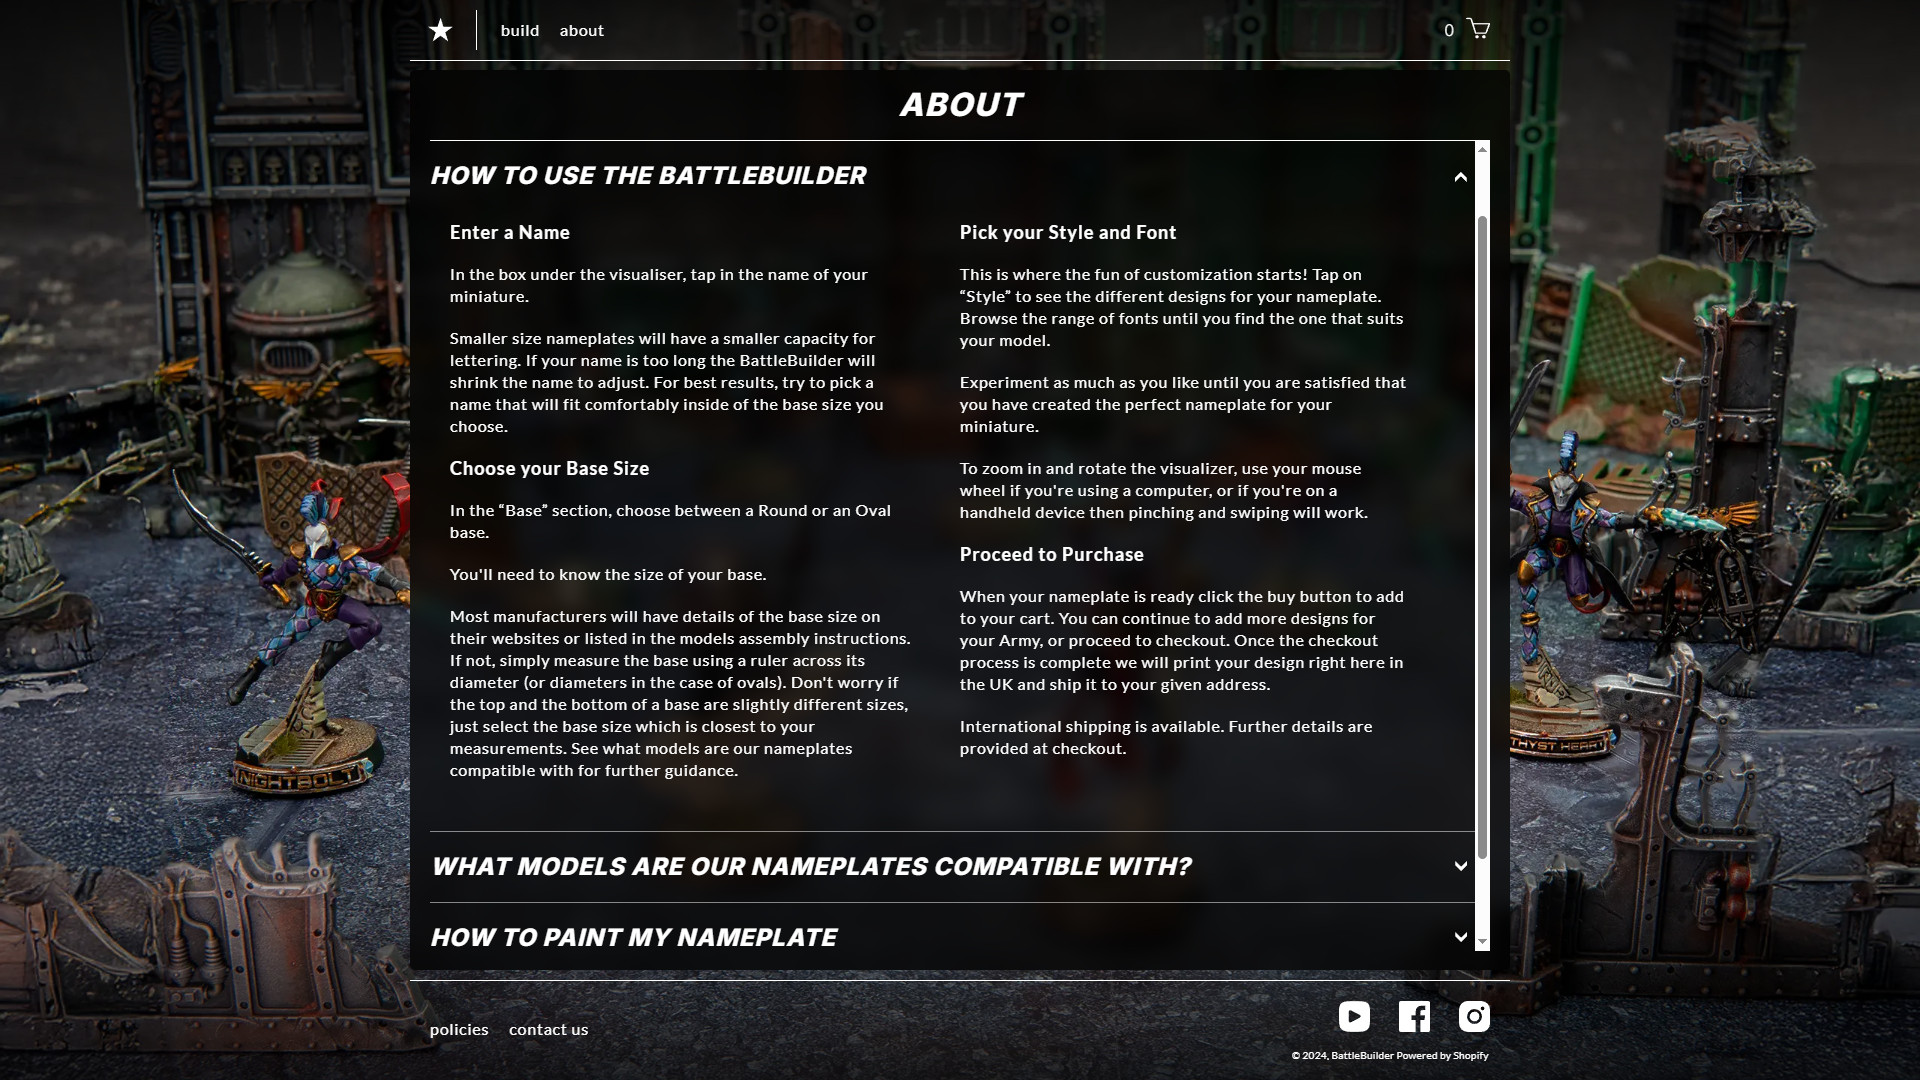 build about
0
ABOUT
HOW TO USE THE BATTLEBUILDER
Enter a Name
In the box under the visualiser, tap in the name of your
miniature.
Smaller size nameplates will have a smaller capacity for
lettering. If your name is too long the BattleBuilder will
shrink the name to adjust. For best results, try to pick a
name that will fit comfortably inside of the base size you
choose.
Choose your Base Size
In the “Base” section, choose between a Round or an Oval
base.
You'll need to know the size of your base.
Most manufacturers will have details of the base size on
their websites or listed in the models assembly instructions.
If not, simply measure the base using a ruler across its
diameter (or diameters in the case of ovals). Don't worry if
the top and the bottom of a base are slightly different sizes,
just select the base size which is closest to your
measurements. See what models are our nameplates
compatible with for further guidance.
Pick your Style and Font
This is where the fun of customization starts! Tap on
“Style” to see the different designs for your nameplate.
Browse the range of fonts until you find the one that suits
your model.
Experiment as much as you like until you are satisfied that
you have created the perfect nameplate for your
miniature.
To zoom in and rotate the visualizer, use your mouse
wheel if you're using a computer, or if you're on a
handheld device then pinching and swiping will work.
Proceed to Purchase
When your nameplate is ready click the buy button to add
to your cart. You can continue to add more designs for
your Army, or proceed to checkout. Once the checkout
process is complete we will print your design right here in
the UK and ship it to your given address.
International shipping is available. Further details are
provided at checkout.
NIGHTBOLT
THYST HEART
WHAT MODELS ARE OUR NAMEPLATES COMPATIBLE WITH?
HOW TO PAINT MY NAMEPLATE
policies contact us
© 2024, BattleBuilder Powered by Shopify